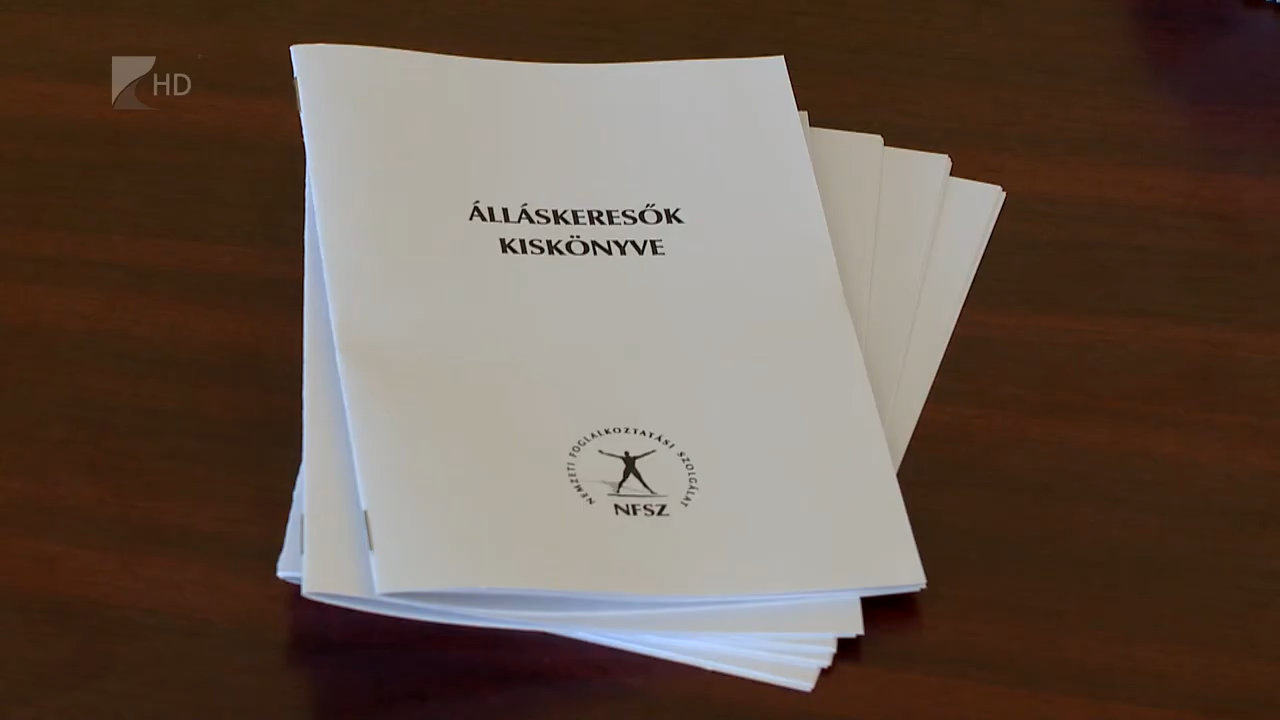 HD
ÁLLÁSKERESŐK
KISKÖNYVE
NEMZETI FOGLALKOZTATÁSI SZOLGÁLAT
NFSZ